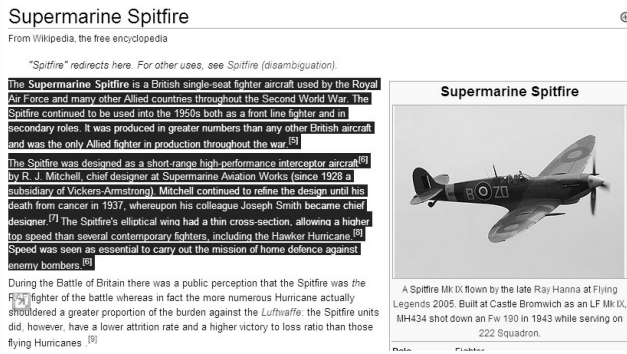 Supermarine Spitfire
From Wikipedia, the free encyclopedia
"Spitfire" redirects here. For other uses, see Spitfire (disambiguation).
The Supermarine Spitfire is a British single-seat fighter aircraft used by the Royal
Air Force and many other Allied countries throughout the Second World War. The
Spitfire continued to be used into the 1950s both as a front line fighter and in
secondary roles. It was produced in greater numbers than any other British aircraft
and was the only Allied fighter in production throughout the war.[5]
The Spitfire was designed as a short-range high-performance interceptor aircraft[6]
by R. J. Mitchell, chief designer at Supermarine Aviation Works (since 1928 a
subsidiary of Vickers-Armstrong). Mitchell continued to refine the design until his
death from cancer in 1937, whereupon his colleague Joseph Smith became chief
designer.[7] The Spitfire's elliptical wing had a thin cross-section, allowing a higher
top speed than several contemporary fighters, including the Hawker Hurricane.[8]
Speed was seen as essential to carry out the mission of home defence against
enemy bombers.[6]
During the Battle of Britain there was a public perception that the Spitfire was the
fighter of the battle whereas in fact the more numerous Hurricane actually
shouldered a greater proportion of the burden against the Luftwaffe: the Spitfire units
did, however, have a lower attrition rate and a higher victory to loss ratio than those
flying Hurricanes .[9]
Supermarine Spitfire
B ZD
A Spitfire Mk IX flown by the late Ray Hanna at Flying
Legends 2005. Built at Castle Bromwich as an LF Mk IX,
MH434 shot down an Fw 190 in 1943 while serving on
222 Squadron.
Role Fighter